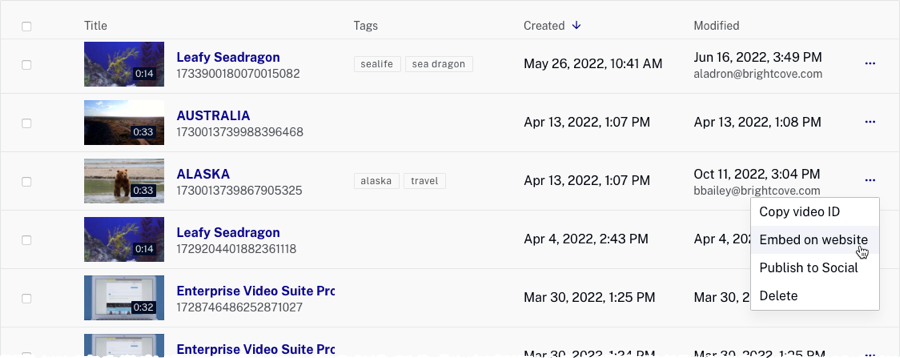 Title Tags Created Modified
Leafy Seadragon
1733900180070015082
0:14
sealife sea dragon
May 26, 2022, 10:41 AM
Jun 16, 2022, 3:49 PM
aladron@brightcove.com
AUSTRALIA
1730013739988396468
0:33
Apr 13, 2022, 1:07 PM
Apr 13, 2022, 1:08 PM
ALASKA
1730013739867905325
0:33
alaska travel
Apr 13, 2022, 1:07 PM
Oct 11, 2022, 3:04 PM
bbailey@brightcove.com
Leafy Seadragon
1729204401882361118
0:14
Apr 4, 2022, 2:43 PM
Apr 4, 202
Copy video ID
Embed on website
Publish to Social
Delete
Enterprise Video Suite Pro
1728746486252871027
0:32
Mar 30, 2022, 1:25 PM
Mar 30, 2
Enterprise Video Suite Pro
Mar 30, 2022, 1:24 PM
Mar 30, 2022, 1:25 PM